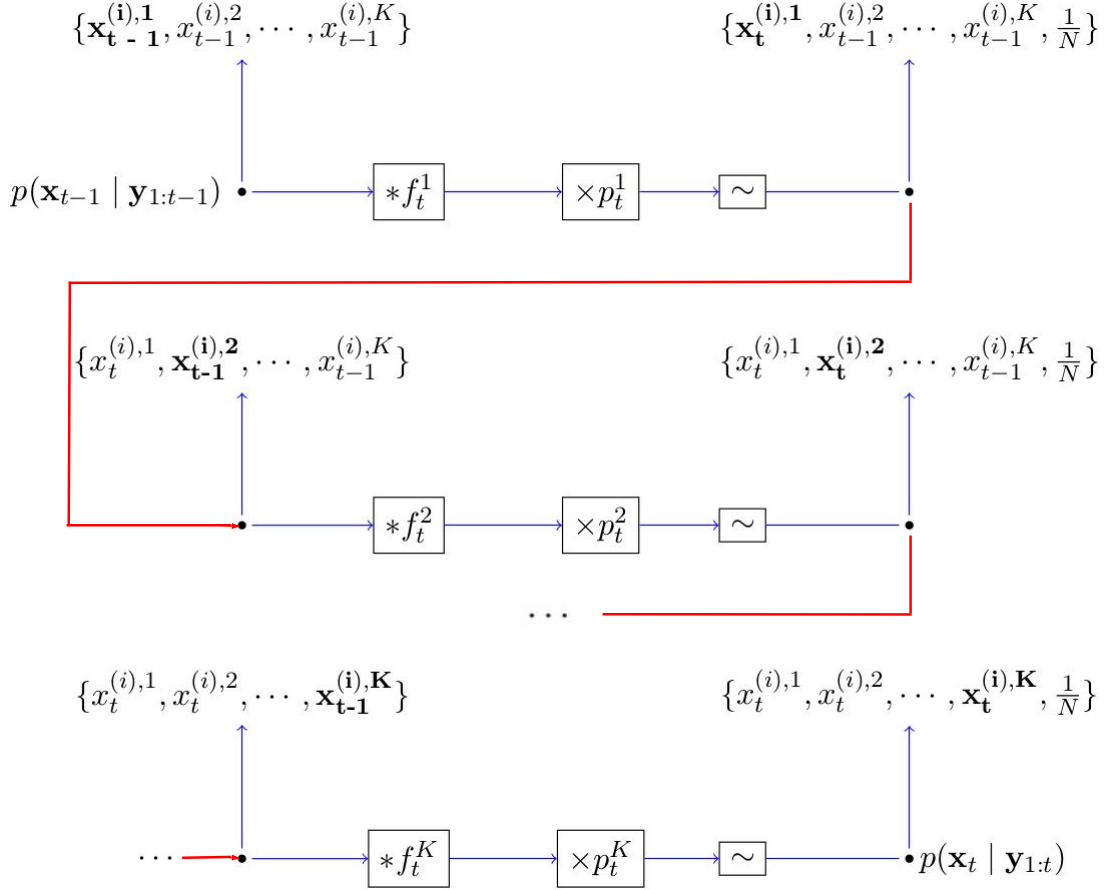 {𝐱_{𝐭 - 𝟏}^{(𝐢),𝟏}, x_{t−1}^{(i),2}, ⋯ , x_{t−1}^{(i),K}} {𝐱_𝐭^{(𝐢),𝟏}, x_{t−1}^{(i),2}, ⋯ , x_{t−1}^{(i),K}, \frac{1}{N}}
p(𝐱_{t−1} | 𝐲_{1:t−1}) ∗f_t^1 ×p_t^1 ∼
{x_t^{(i),1}, 𝐱_{𝐭-𝟏}^{(𝐢),𝟐}, ⋯ , x_{t−1}^{(i),K}} {x_t^{(i),1}, 𝐱_𝐭^{(𝐢),𝟐}, ⋯ , x_{t−1}^{(i),K}, \frac{1}{N}}
∗f_t^2 ×p_t^2 ∼
⋯
{x_t^{(i),1}, x_t^{(i),2}, ⋯ , 𝐱_{𝐭-𝟏}^{(𝐢),𝐊}} {x_t^{(i),1}, x_t^{(i),2}, ⋯ , 𝐱_𝐭^{(𝐢),𝐊}, \frac{1}{N}}
⋯ ∗f_t^K ×p_t^K ∼ p(𝐱_t | 𝐲_{1:t})